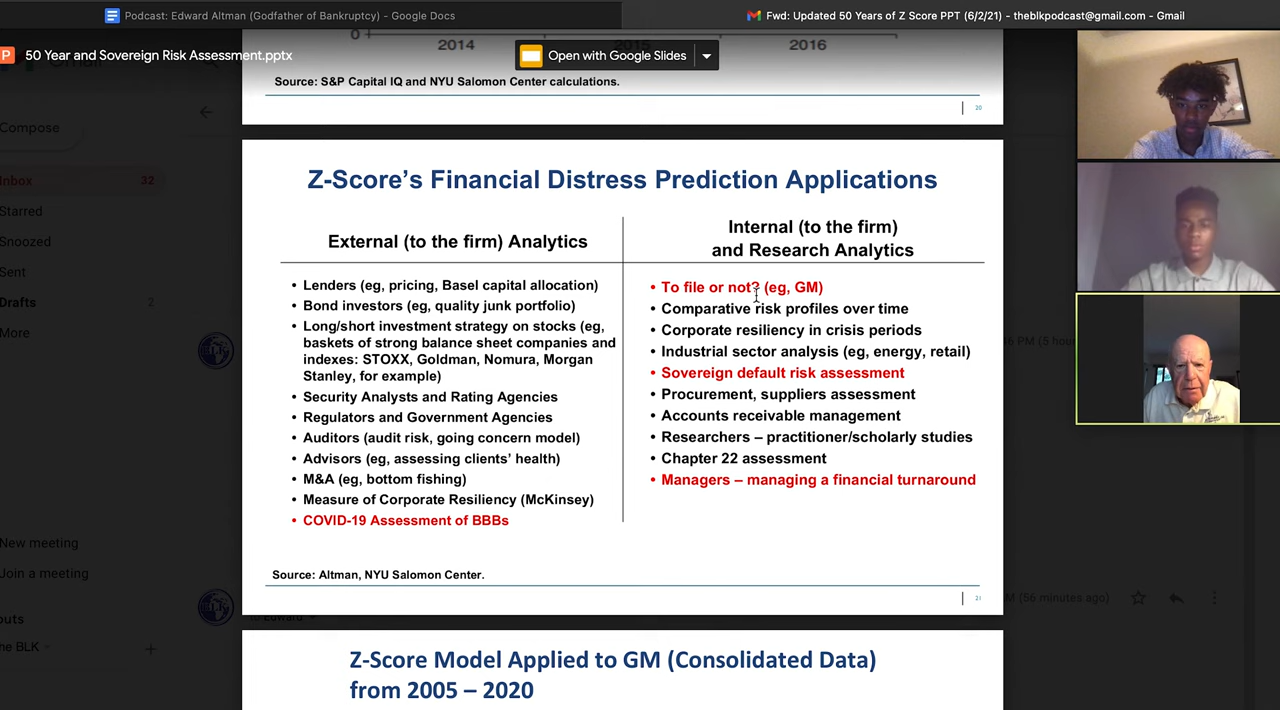 Podcast: Edward Altman (Godfather of Bankruptcy) - Google Docs
Fwd: Updated 50 Years of Z Score PPT (6/2/21) - theblkpodcast@gmail.com - Gmail
P
50 Year and Sovereign Risk Assessment.pptx
Open with Google Slides
0
2014
2015
2016
Source: S&P Capital IQ and NYU Salomon Center calculations.
20
Compose
Inbox 32
Starred
Snoozed
Sent
Drafts 2
More
New meeting
Join a meeting
Z-Score's Financial Distress Prediction Applications
External (to the firm) Analytics
• Lenders (eg, pricing, Basel capital allocation)
• Bond investors (eg, quality junk portfolio)
• Long/short investment strategy on stocks (eg,
baskets of strong balance sheet companies and
indexes: STOXX, Goldman, Nomura, Morgan
Stanley, for example)
• Security Analysts and Rating Agencies
• Regulators and Government Agencies
• Auditors (audit risk, going concern model)
• Advisors (eg, assessing clients' health)
• M&A (eg, bottom fishing)
• Measure of Corporate Resiliency (McKinsey)
• COVID-19 Assessment of BBBs
Internal (to the firm)
and Research Analytics
• To file or not? (eg, GM)
• Comparative risk profiles over time
• Corporate resiliency in crisis periods
• Industrial sector analysis (eg, energy, retail)
• Sovereign default risk assessment
• Procurement, suppliers assessment
• Accounts receivable management
• Researchers – practitioner/scholarly studies
• Chapter 22 assessment
• Managers – managing a financial turnaround
Source: Altman, NYU Salomon Center.
21
(56 minutes ago)
to Edward
Z-Score Model Applied to GM (Consolidated Data)
from 2005 – 2020